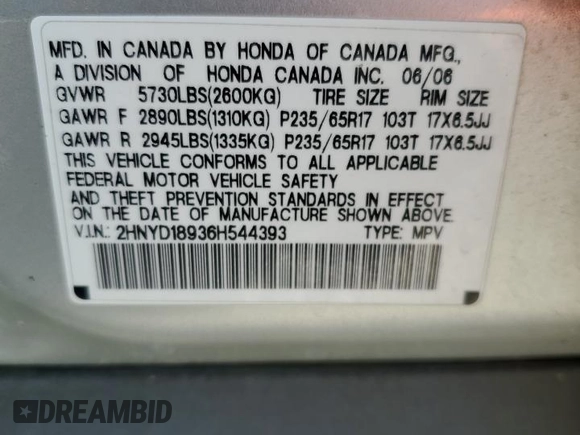 MFD. IN CANADA BY HONDA OF CANADA MFG.,
A DIVISION OF HONDA CANADA INC. 06/06
GVWR 5730LBS(2600KG) TIRE SIZE RIM SIZE
GAWR F 2890LBS(1310KG) P235/65R17 103T 17X6.5JJ
GAWR R 2945LBS(1335KG) P235/65R17 103T 17X6.5JJ
THIS VEHICLE CONFORMS TO ALL APPLICABLE
FEDERAL MOTOR VEHICLE SAFETY
AND THEFT PREVENTION STANDARDS IN EFFECT
ON THE DATE OF MANUFACTURE SHOWN ABOVE.
V.I.N.: 2HNYD18936H544393 TYPE: MPV
DREAMBID